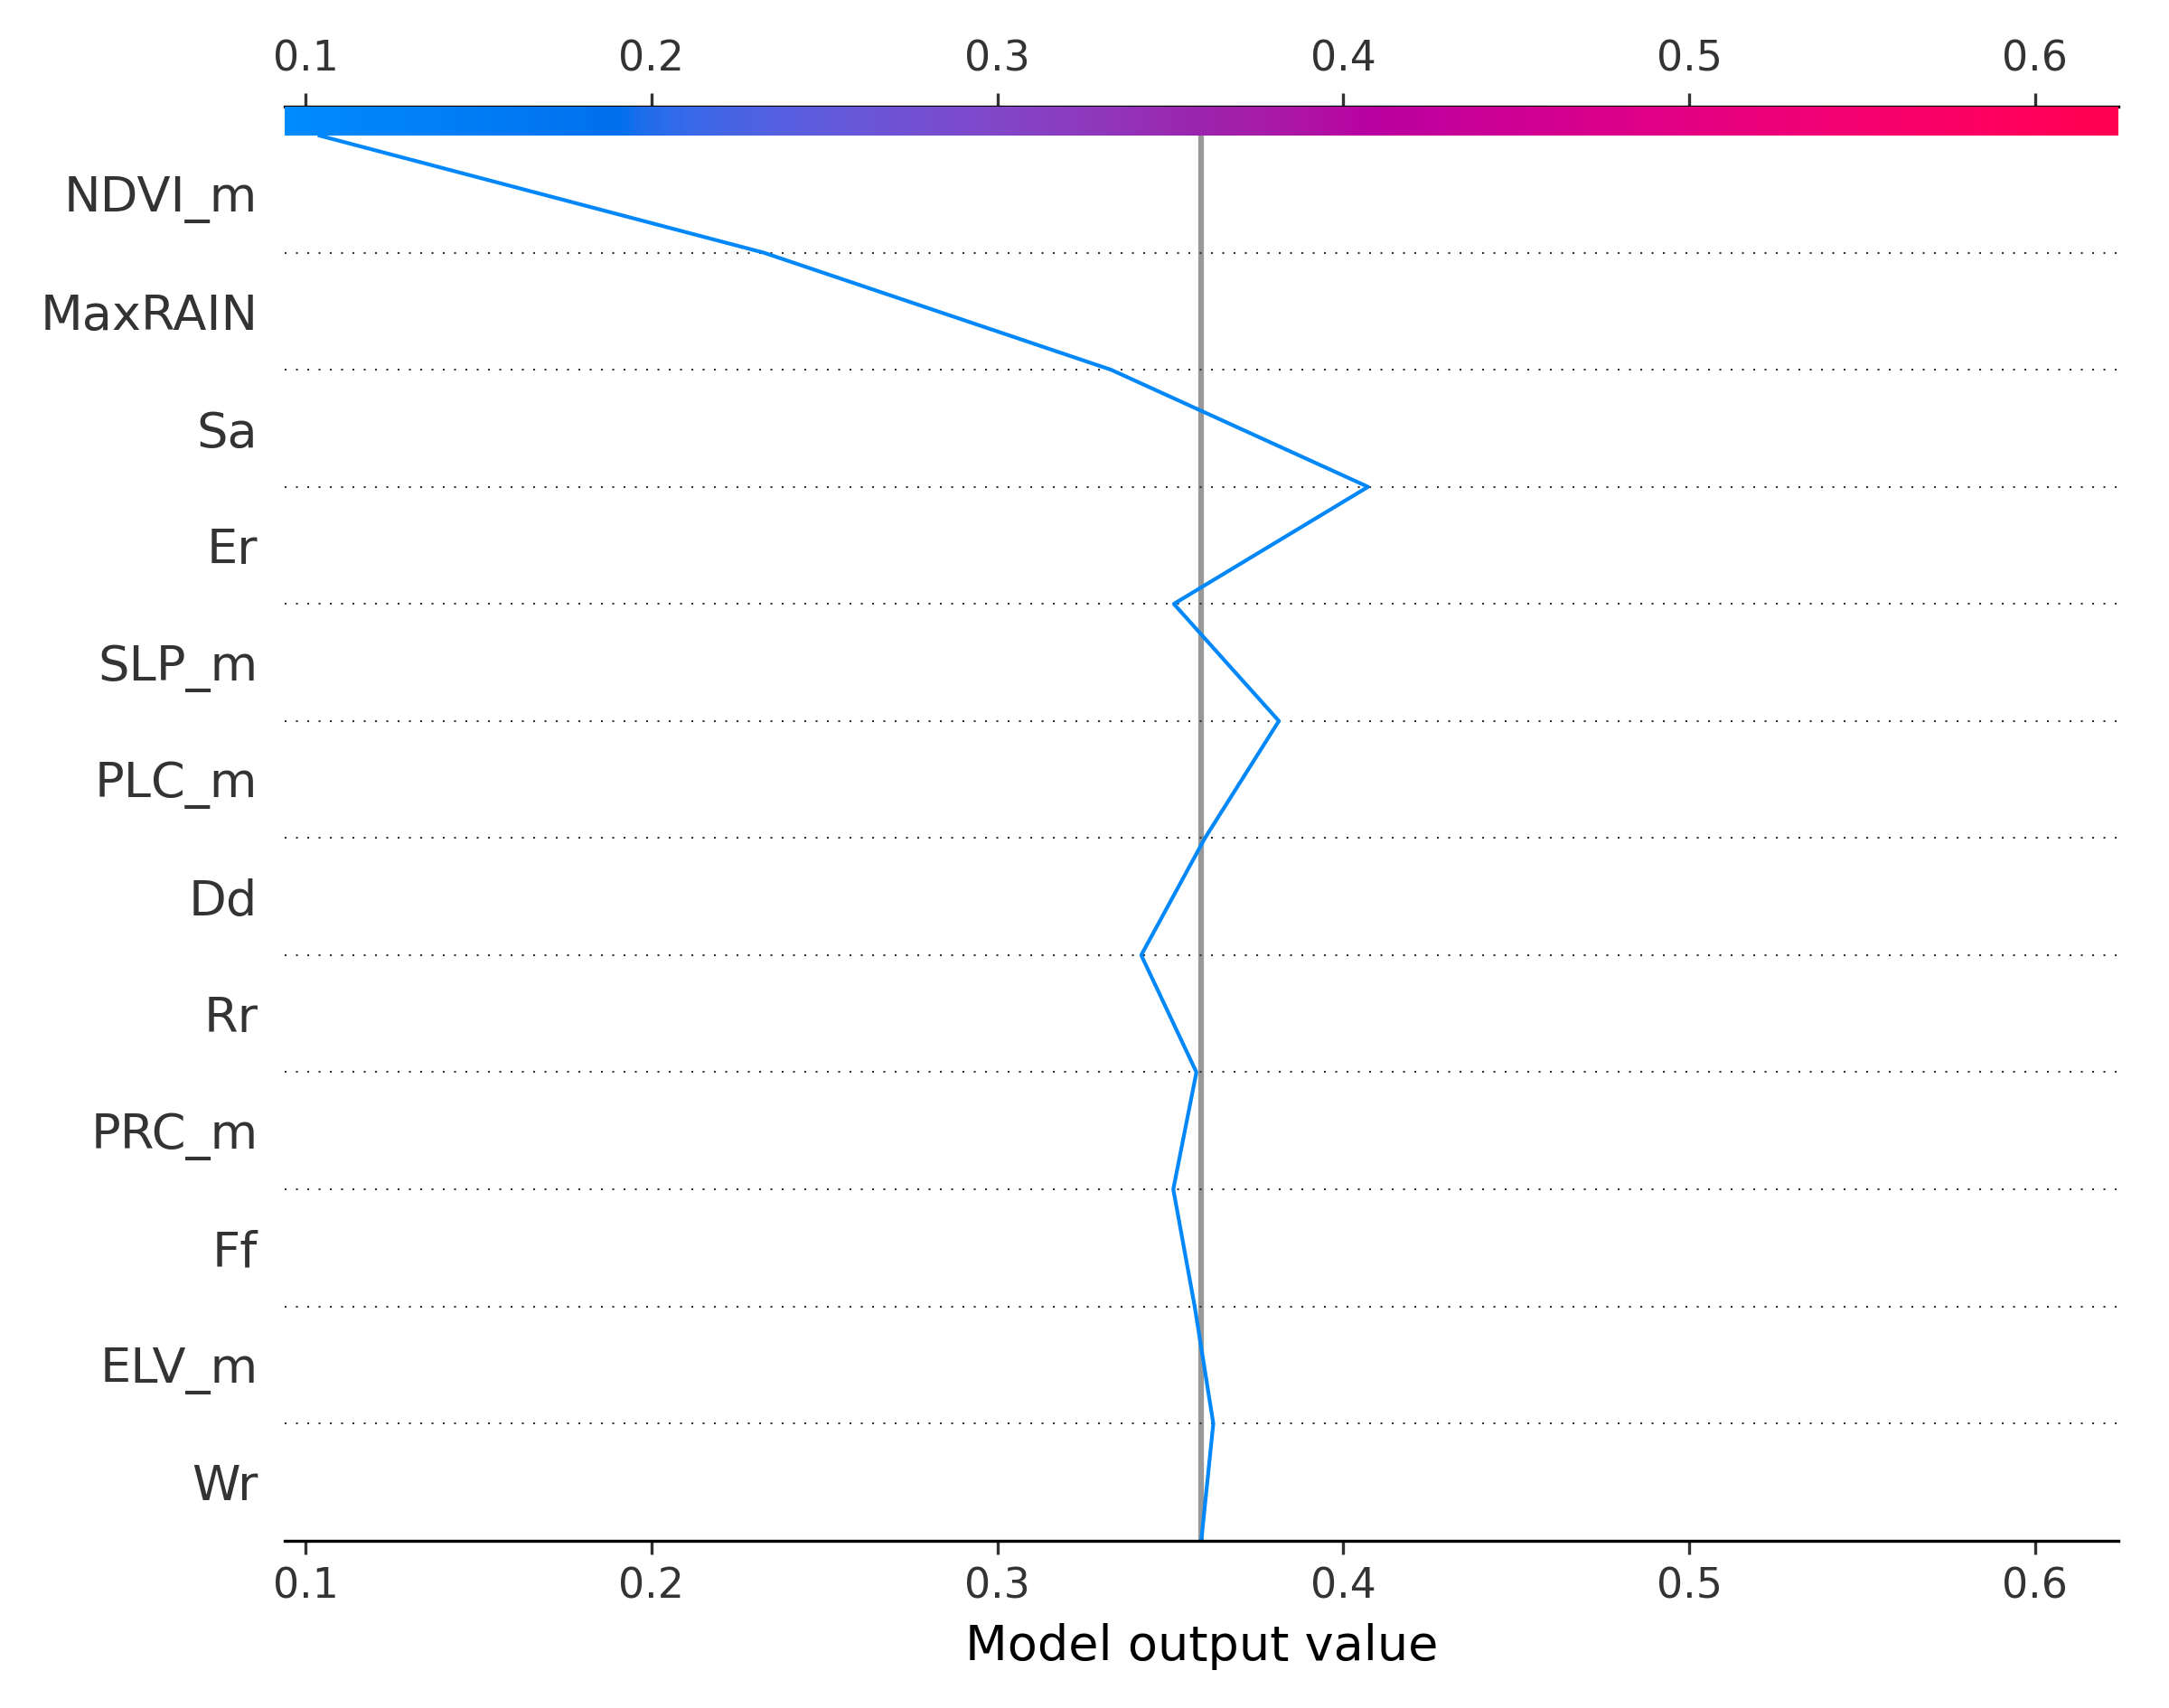 0.1 0.2 0.3 0.4 0.5 0.6
NDVI_m
MaxRAIN
Sa
Er
SLP_m
PLC_m
Dd
Rr
PRC_m
Ff
ELV_m
Wr
0.1 0.2 0.3 0.4 0.5 0.6
Model output value